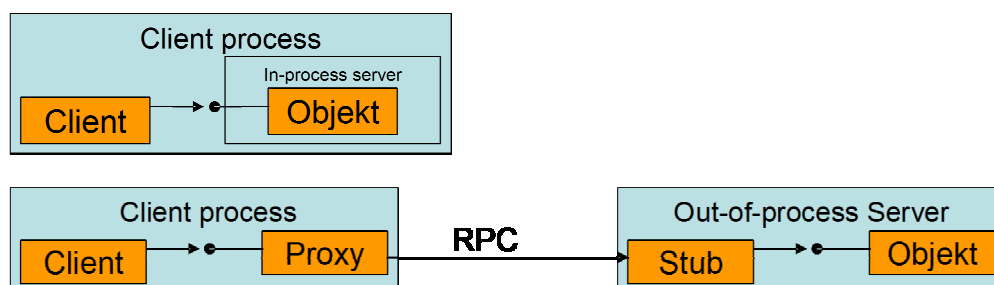 Client process
In-process server
Client
Objekt
Client process
Out-of-process Server
Client
Proxy
RPC
Stub
Objekt